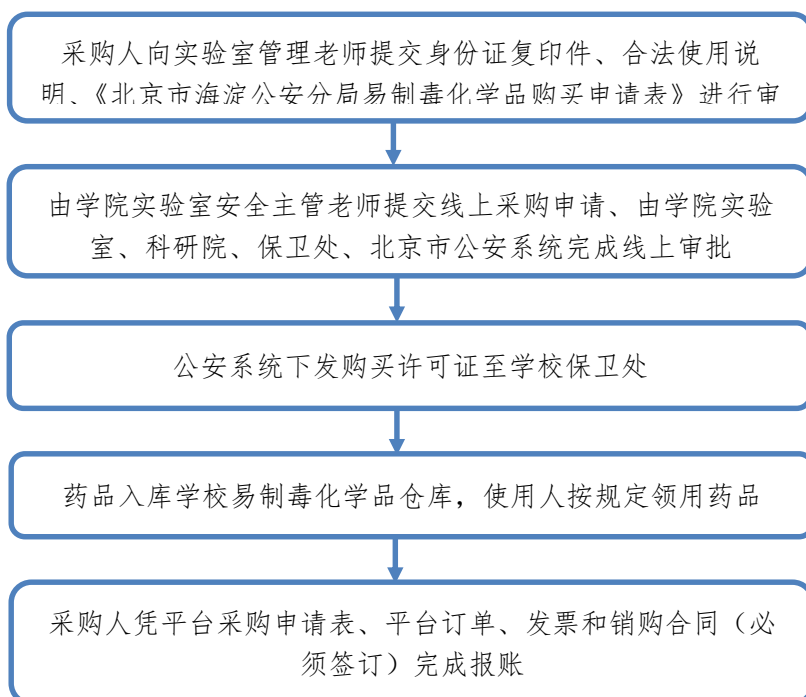 采购人向实验室管理老师提交身份证复印件、合法使用说
明、《北京市海淀公安分局易制毒化学品购买申请表》进行审
由学院实验室安全主管老师提交线上采购申请、由学院实验
室、科研院、保卫处、北京市公安系统完成线上审批
公安系统下发购买许可证至学校保卫处
药品入库学校易制毒化学品仓库，使用人按规定领用药品
采购人凭平台采购申请表、平台订单、发票和销购合同（必
须签订）完成报账